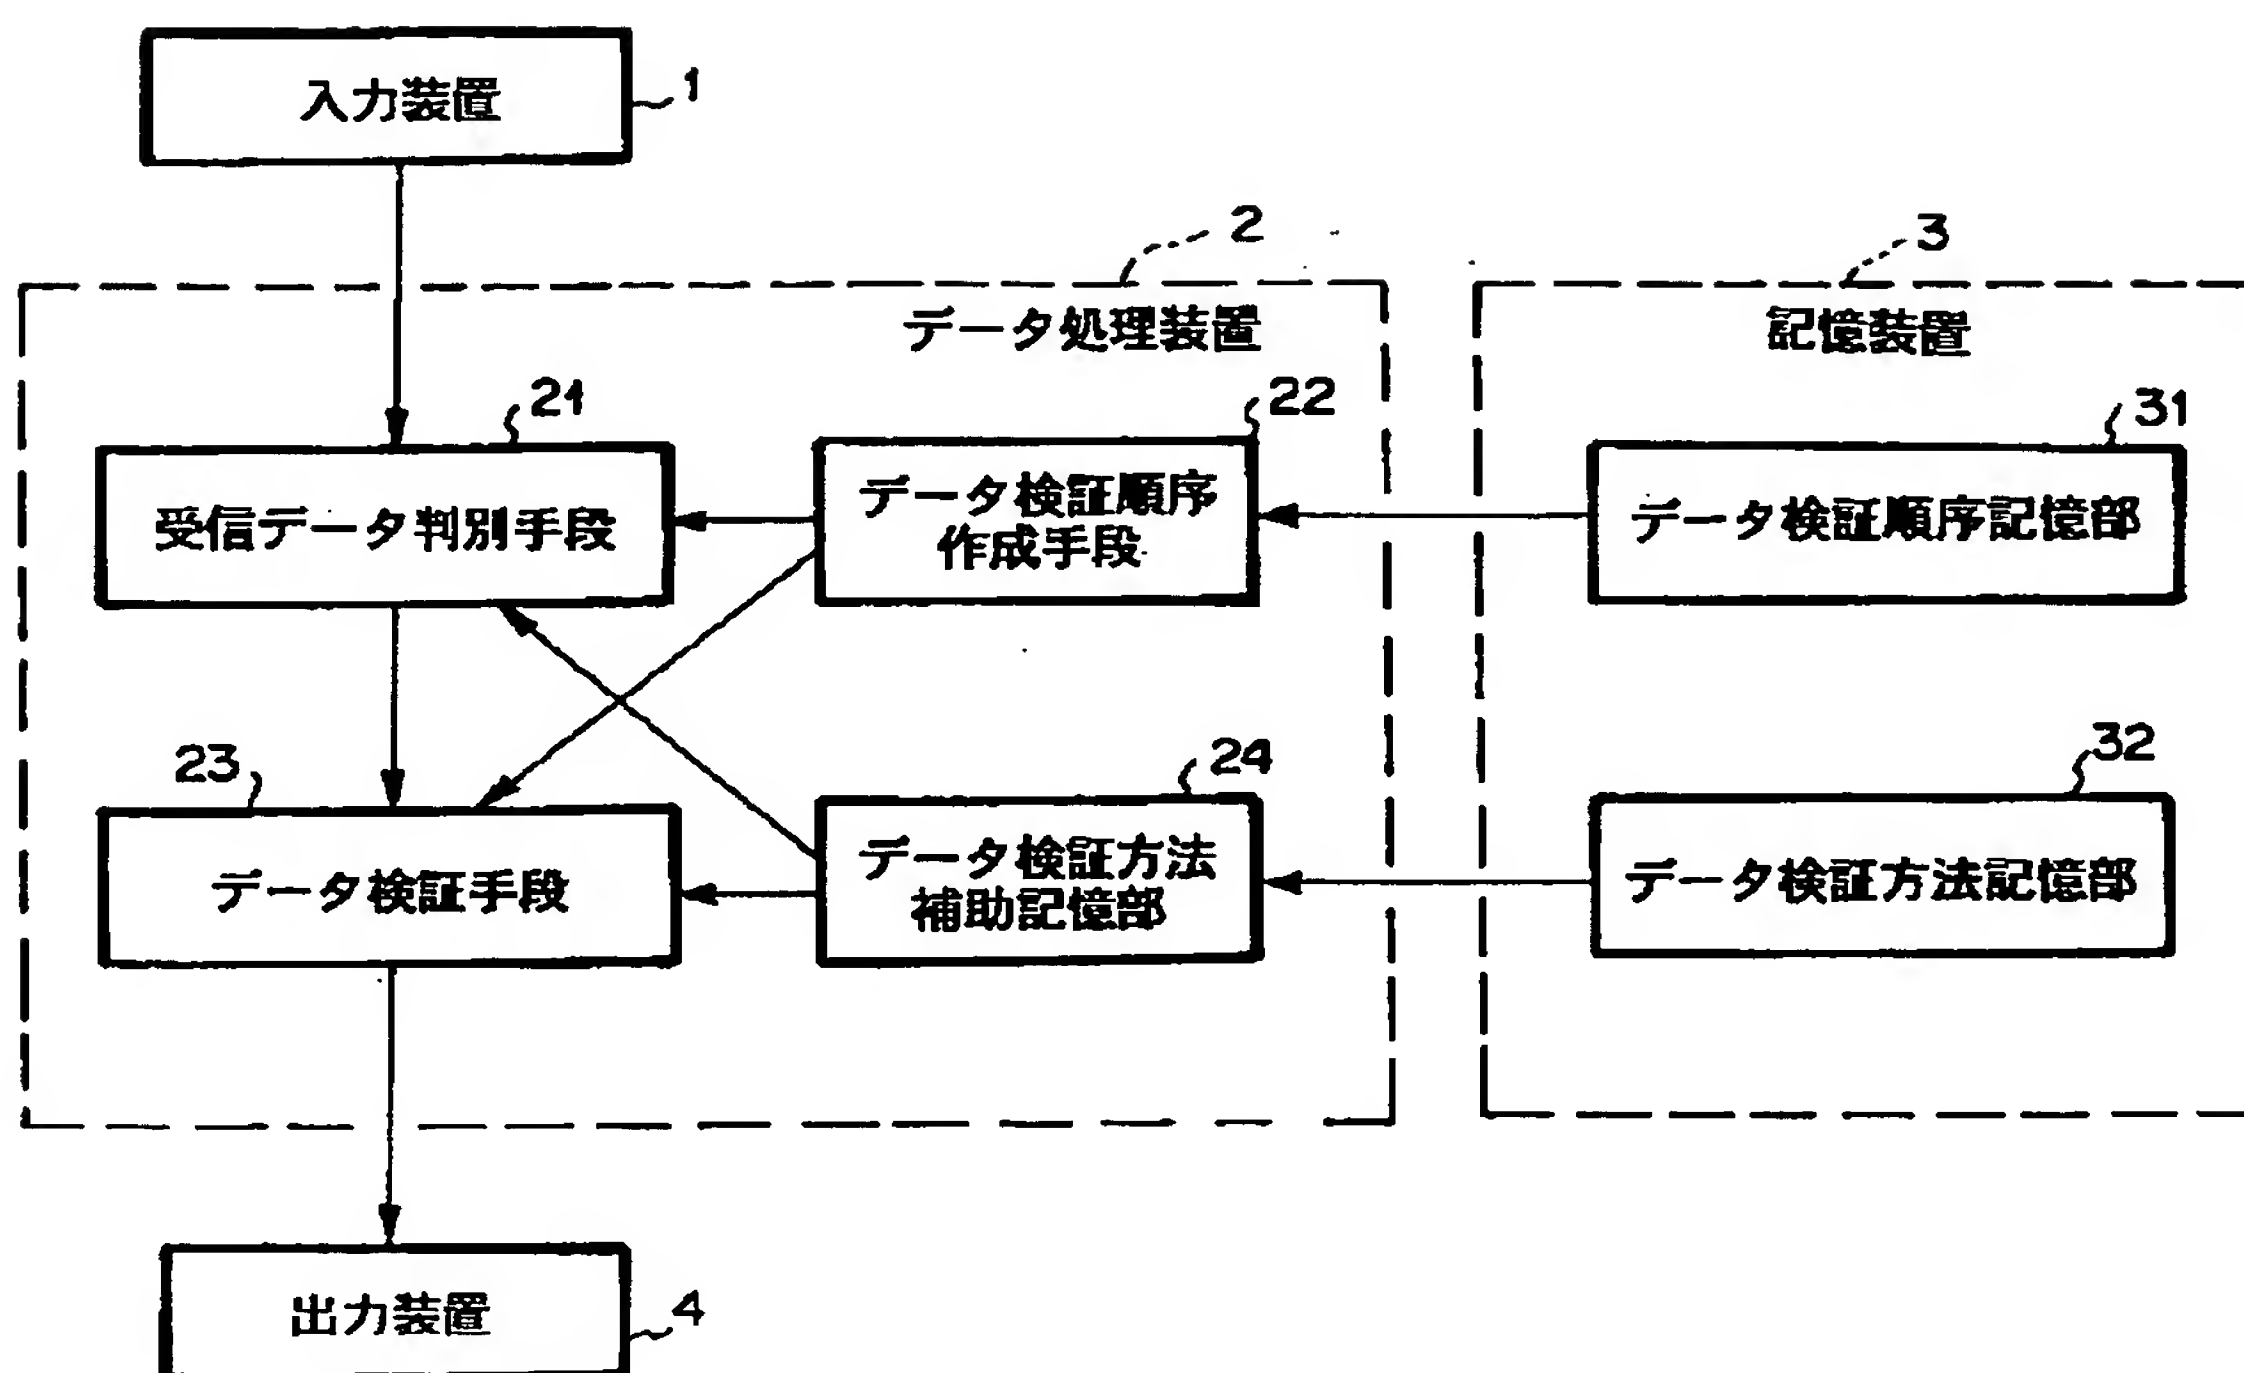 入力装置
1
2
3
データ処理装置
記憶装置
21
22
31
受信データ判別手段
データ検証順序
作成手段
データ検証順序記憶部
23
24
32
データ検証手段
データ検証方法
補助記憶部
データ検証方法記憶部
出力装置
4